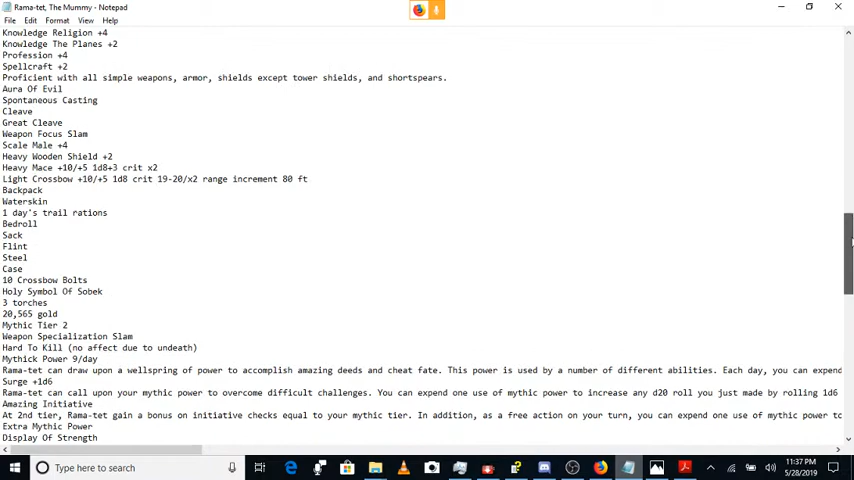 Rama-tet, The Mummy - Notepad
File Edit Format View Help
Knowledge Religion +4
Knowledge The Planes +2
Profession +4
Spellcraft +2
Proficient with all simple weapons, armor, shields except tower shields, and shortspears.
Aura Of Evil
Spontaneous Casting
Cleave
Great Cleave
Weapon Focus Slam
Scale Male +4
Heavy Wooden Shield +2
Heavy Mace +10/+5 1d8+3 crit x2
Light Crossbow +10/+5 1d8 crit 19-20/x2 range increment 80 ft
Backpack
Waterskin
1 day's trail rations
Bedroll
Sack
Flint
Steel
Case
10 Crossbow Bolts
Holy Symbol Of Sobek
3 torches
20,565 gold
Mythic Tier 2
Weapon Specialization Slam
Hard To Kill (no affect due to undeath)
Mythick Power 9/day
Rama-tet can draw upon a wellspring of power to accomplish amazing deeds and cheat fate. This power is used by a number of different abilities. Each day, you can expend
Surge +1d6
Rama-tet can call upon your mythic power to overcome difficult challenges. You can expend one use of mythic power to increase any d20 roll you just made by rolling 1d6
Amazing Initiative
At 2nd tier, Rama-tet gain a bonus on initiative checks equal to your mythic tier. In addition, as a free action on your turn, you can expend one use of mythic power to
Extra Mythic Power
Display Of Strength
Type here to search
11:37 PM
5/28/2019